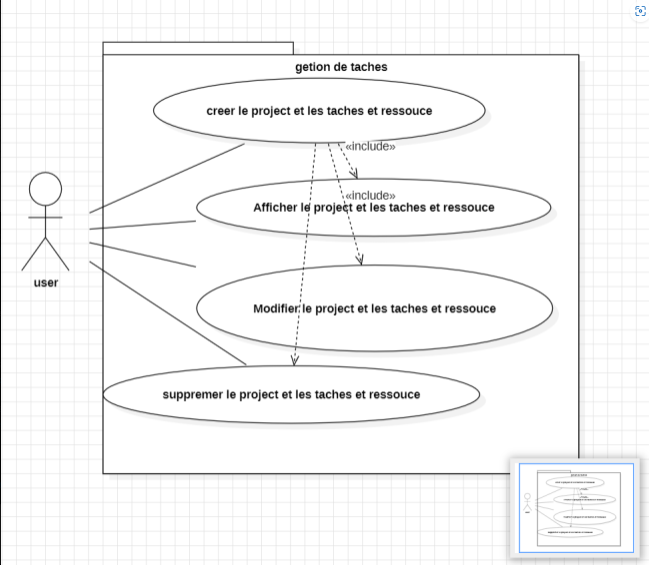 getion de taches
creer le project et les taches et ressouce
«include»
«include»
Afficher le project et les taches et ressouce
user
Modifier le project et les taches et ressouce
suppremer le project et les taches et ressouce